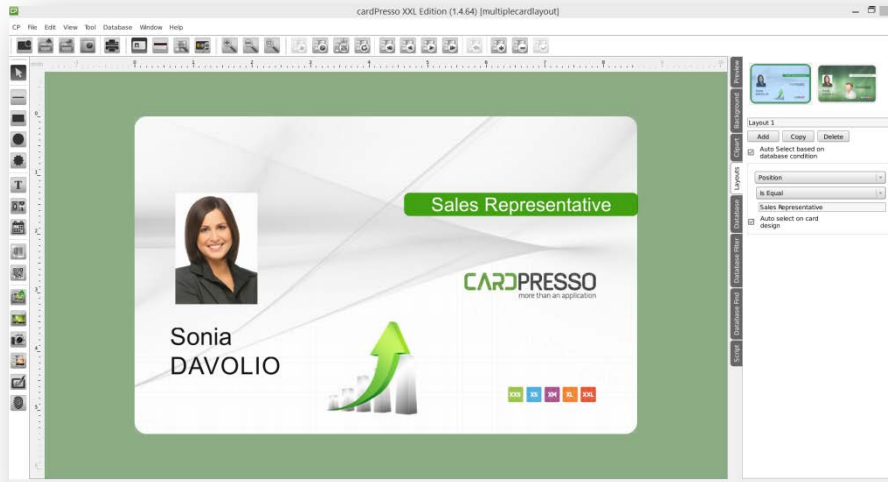 cardPresso XXL Edition (1.4.64) [multiplecardlayout]
CP File Edit View Tool Database Window Help
Preview
Background
Clipart
Layouts
Database
Database Filter
Database Find
Script
Layout 1
Add Copy Delete
Auto Select based on
database condition
Position
Is Equal
Sales Representative
Auto select on card
design
Sales Representative
CARDPRESSO
more than an application
Sonia
DAVOLIO
XXS XS XM XL XXL